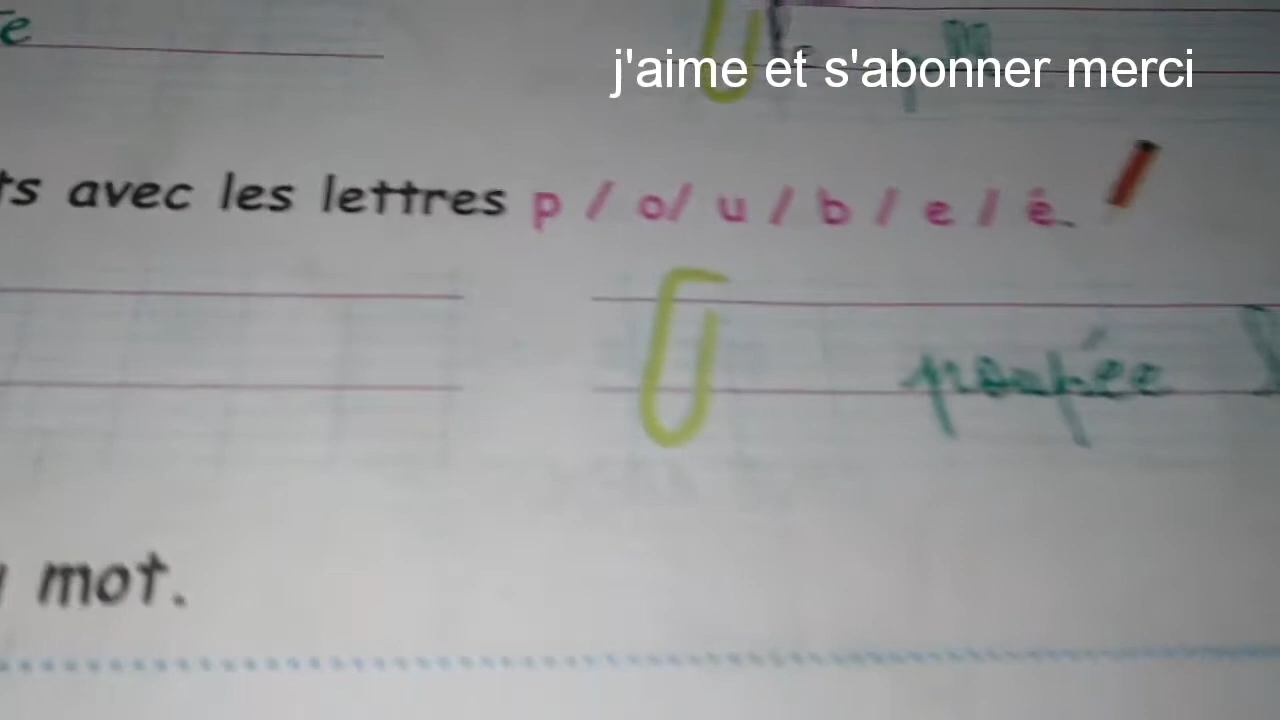 j'aime et s'abonner merci
ts avec les lettres p / o/ u / b / e / é.
poupée
mot.